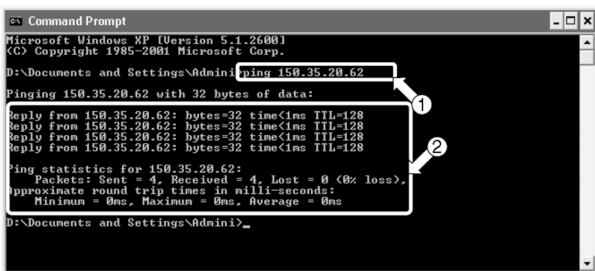 Command Prompt
Microsoft Windows XP [Version 5.1.2600]
(C) Copyright 1985-2001 Microsoft Corp.
D:\Documents and Settings\Admini>ping 150.35.20.62
1
Pinging 150.35.20.62 with 32 bytes of data:
Reply from 150.35.20.62: bytes=32 time<1ms TTL=128
Reply from 150.35.20.62: bytes=32 time<1ms TTL=128
Reply from 150.35.20.62: bytes=32 time<1ms TTL=128
Reply from 150.35.20.62: bytes=32 time<1ms TTL=128
2
Ping statistics for 150.35.20.62:
Packets: Sent = 4, Received = 4, Lost = 0 (0% loss),
Approximate round trip times in milli-seconds:
Minimum = 0ms, Maximum = 0ms, Average = 0ms
D:\Documents and Settings\Admini>_